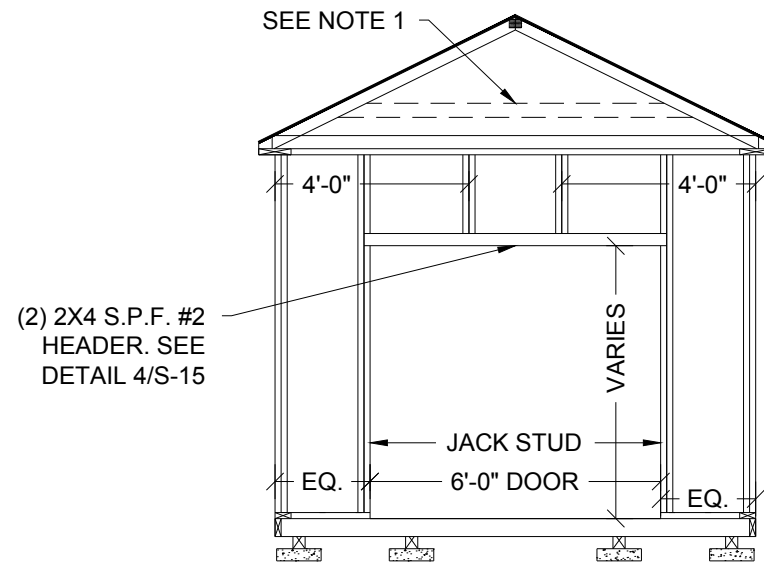 SEE NOTE 1
4'-0"
4'-0"
(2) 2X4 S.P.F. #2
HEADER. SEE
DETAIL 4/S-15
VARIES
JACK STUD
EQ.
6'-0" DOOR
EQ.